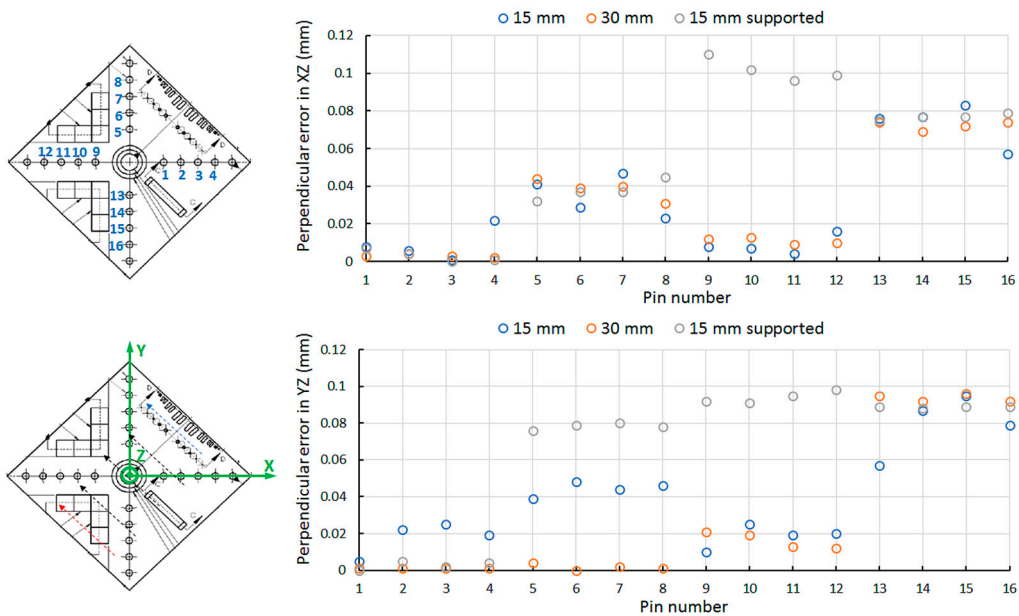 15 mm 30 mm 15 mm supported
Perpendicular error in XZ (mm)
0.12
0.1
0.08
0.06
0.04
0.02
0
1 2 3 4 5 6 7 8 9 10 11 12 13 14 15 16
Pin number
D
8
7
6
5
D
12 11 10 9
1 2 3 4
C
13
14
15
16
C
15 mm 30 mm 15 mm supported
Perpendicular error in YZ (mm)
0.12
0.1
0.08
0.06
0.04
0.02
0
1 2 3 4 5 6 7 8 9 10 11 12 13 14 15 16
Pin number
Y
D
D
Z
X
C
C